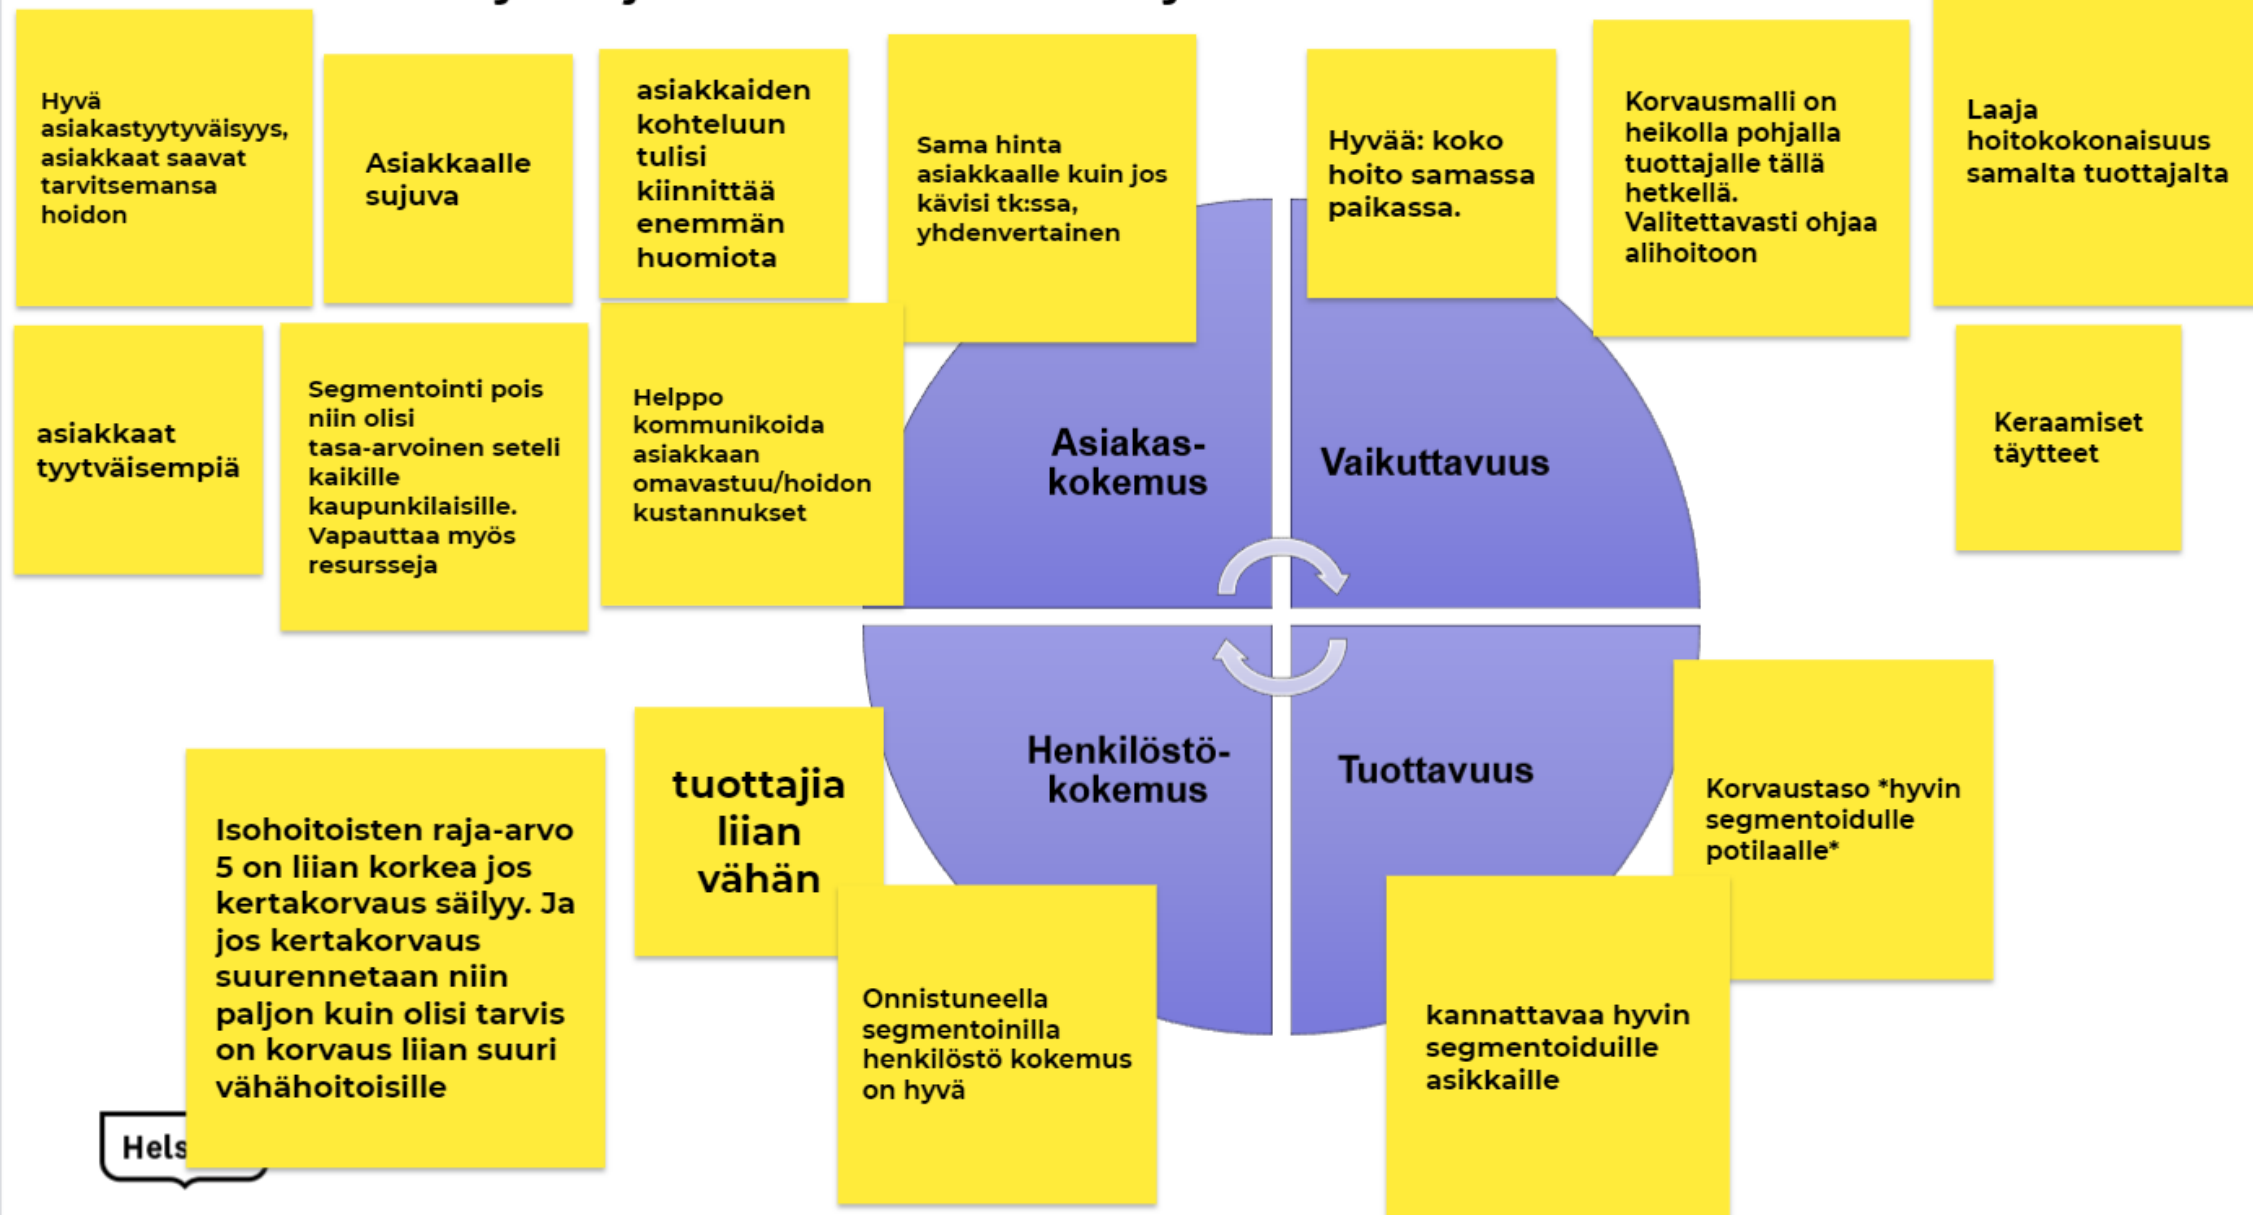 Hyvä
asiakastyytyväisyys,
asiakkaat saavat
tarvitsemansa
hoidon
Asiakkaalle
sujuva
asiakkaiden
kohteluun
tulisi
kiinnittää
enemmän
huomiota
Sama hinta
asiakkaalle kuin jos
kävisi tk:ssa,
yhdenvertainen
Hyvää: koko
hoito samassa
paikassa.
Korvausmalli on
heikolla pohjalla
tuottajalle tällä
hetkellä.
Valitettavasti ohjaa
alihoitoon
Laaja
hoitokokonaisuus
samalta tuottajalta
asiakkaat
tyytväisempiä
Segmentointi pois
niin olisi
tasa-arvoinen seteli
kaikille
kaupunkilaisille.
Vapauttaa myös
resursseja
Helppo
kommunikoida
asiakkaan
omavastuu/hoidon
kustannukset
Asiakas-
kokemus
Vaikuttavuus
Keraamiset
täytteet
Henkilöstö-
kokemus
Tuottavuus
Isohoitoisten raja-arvo
5 on liian korkea jos
kertakorvaus säilyy. Ja
jos kertakorvaus
suurennetaan niin
paljon kuin olisi tarvis
on korvaus liian suuri
vähähoitoisille
tuottajia
liian
vähän
Onnistuneella
segmentoinilla
henkilöstö kokemus
on hyvä
Korvaustaso *hyvin
segmentoidulle
potilaalle*
kannattavaa hyvin
segmentoiduille
asikkaille
Hels